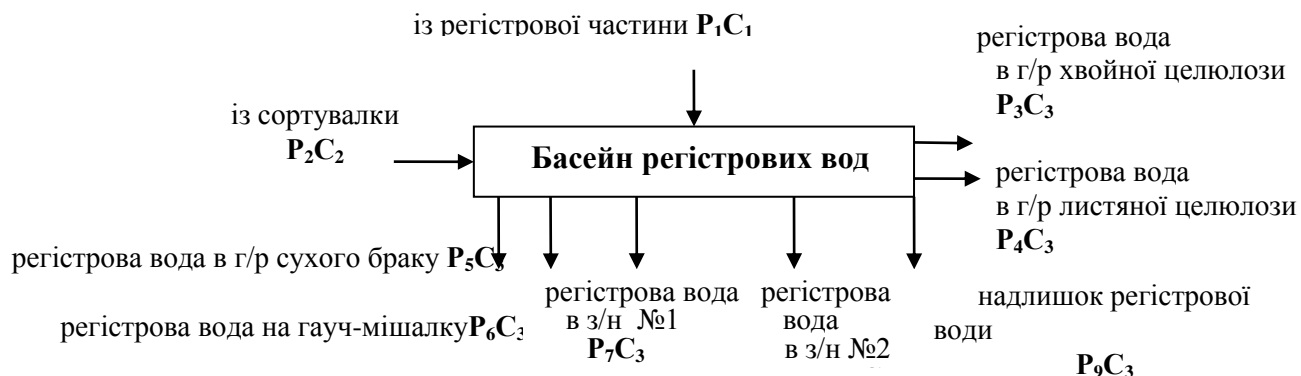 із регістрової частини P₁C₁
регістрова вода
в г/р хвойної целюлози
P₃C₃
із сортувалки
P₂C₂
Басейн регістрових вод
регістрова вода
в г/р листяної целюлози
P₄C₃
регістрова вода в г/р сухого браку P₅C₃
регістрова вода на гауч-мішалкуP₆C₃
регістрова вода
в з/н №1
P₇C₃
регістрова
вода
в з/н №2
надлишок регістрової
води
P₉C₃